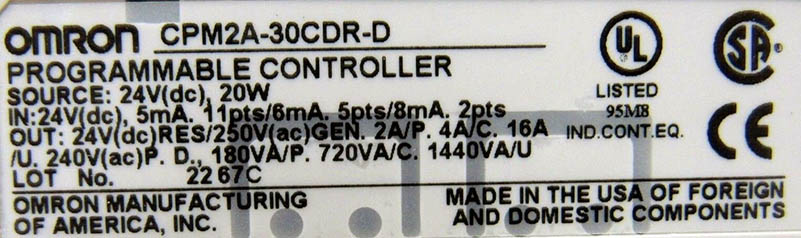 OMRON CPM2A-30CDR-D
PROGRAMMABLE CONTROLLER
SOURCE: 24V(dc), 20W
IN:24V(dc), 5mA. 11pts/6mA. 5pts/8mA. 2pts
OUT: 24V(dc)RES/250V(ac)GEN. 2A/P. 4A/C. 16A
/U. 240V(ac)P. D., 180VA/P. 720VA/C. 1440VA/U
LOT No. 2267C
OMRON MANUFACTURING
OF AMERICA, INC.
UL
LISTED
95M8
IND.CONT.EQ.
SA
CE
MADE IN THE USA OF FOREIGN
AND DOMESTIC COMPONENTS